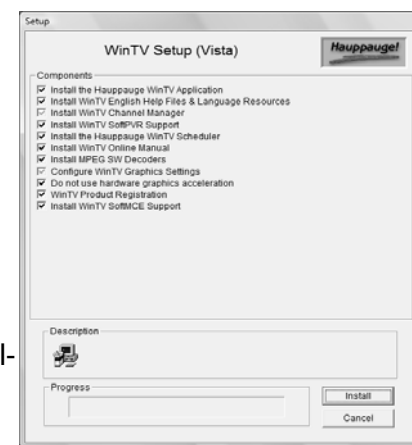 Setup
WinTV Setup (Vista)
Hauppauge!
Components
Install the Hauppauge WinTV Application
Install WinTV English Help Files & Language Resources
Install WinTV Channel Manager
Install WinTV SoftPVR Support
Install the Hauppauge WinTV Scheduler
Install WinTV Online Manual
Install MPEG SW Decoders
Configure WinTV Graphics Settings
Do not use hardware graphics acceleration
WinTV Product Registration
Install WinTV SoftMCE Support
l-
Description
Progress
Install
Cancel